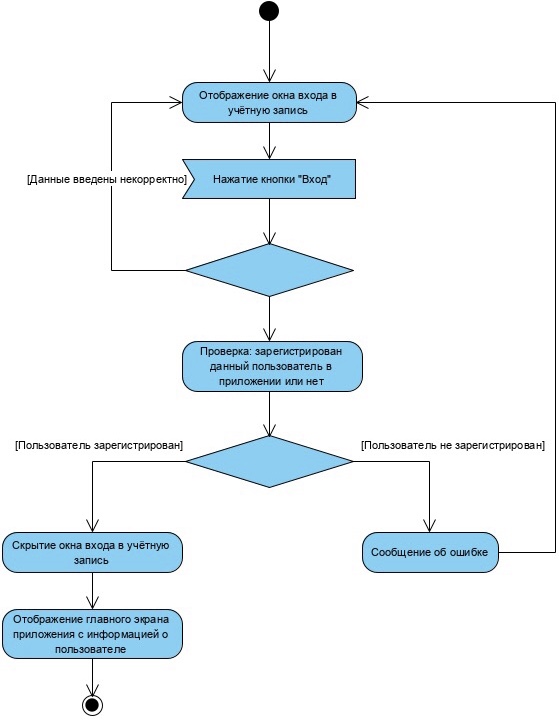 Отображение окна входа в
учётную запись
[Данные введены некорректно]
Нажатие кнопки "Вход"
Проверка: зарегистрирован
данный пользователь в
приложении или нет
[Пользователь зарегистрирован]
[Пользователь не зарегистрирован]
Скрытие окна входа в учётную
запись
Сообщение об ошибке
Отображение главного экрана
приложения с информацией о
пользователе